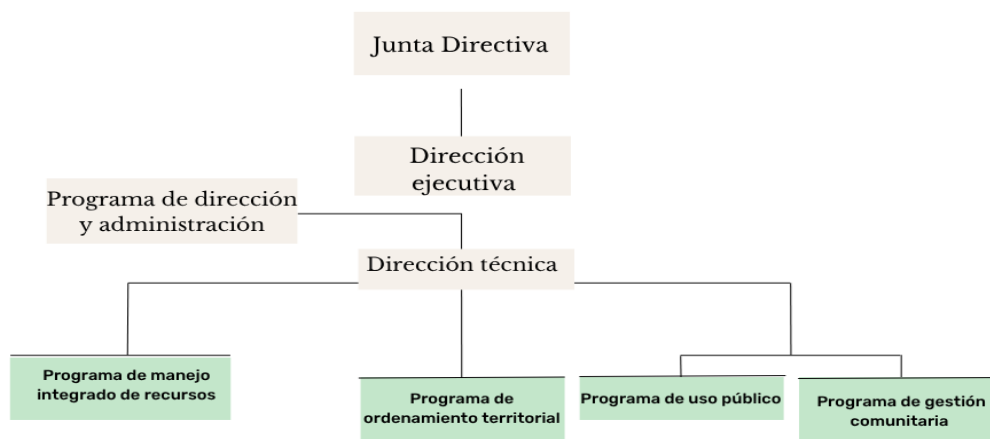 Junta Directiva
Dirección
ejecutiva
Programa de dirección
y administración
Dirección técnica
Programa de manejo
integrado de recursos
Programa de
ordenamiento territorial
Programa de uso público
Programa de gestión
comunitaria